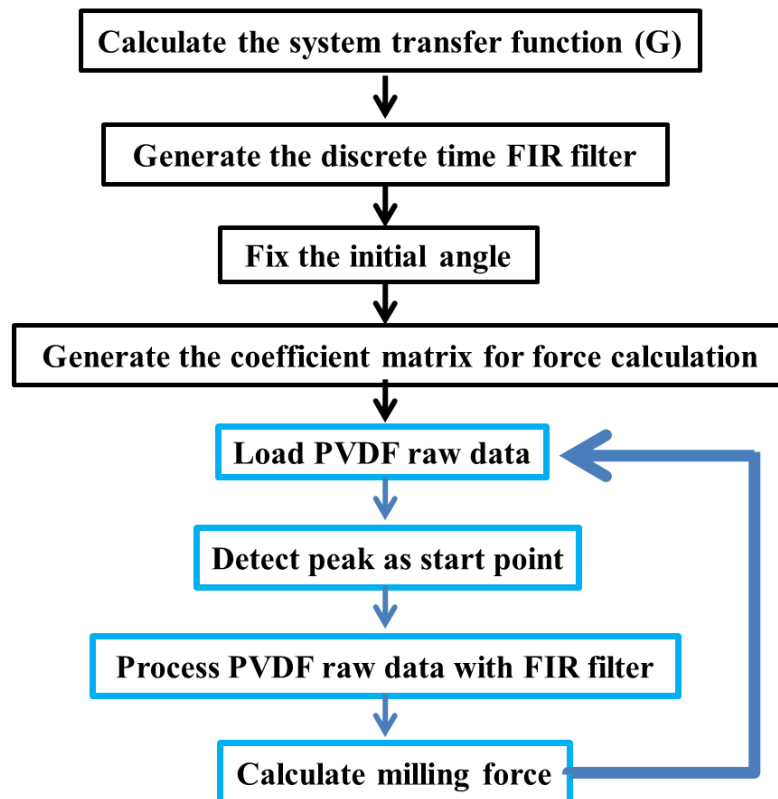 Calculate the system transfer function (G)
Generate the discrete time FIR filter
Fix the initial angle
Generate the coefficient matrix for force calculation
Load PVDF raw data
Detect peak as start point
Process PVDF raw data with FIR filter
Calculate milling force